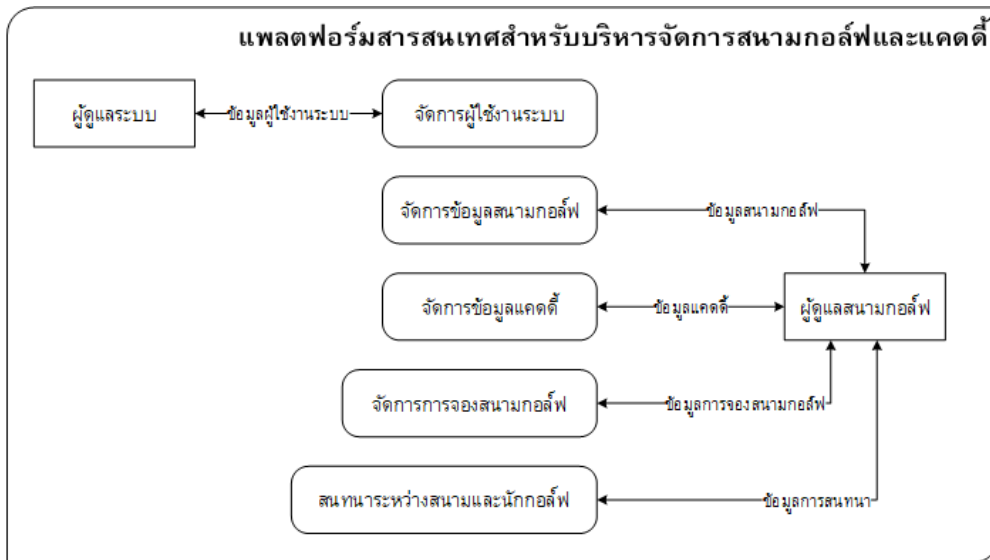 แพลตฟอร์มสารสนเทศสำหรับบริหารจัดการสนามกอล์ฟและแคดดี้
ผู้ดูแลระบบ
ข้อมูลผู้ใช้งานระบบ
จัดการผู้ใช้งานระบบ
จัดการข้อมูลสนามกอล์ฟ
ข้อมูลสนามกอล์ฟ
จัดการข้อมูลแคดดี้
ข้อมูลแคดดี้
ผู้ดูแลสนามกอล์ฟ
จัดการการจองสนามกอล์ฟ
ข้อมูลการจองสนามกอล์ฟ
สนทนาระหว่างสนามและนักกอล์ฟ
ข้อมูลการสนทนา